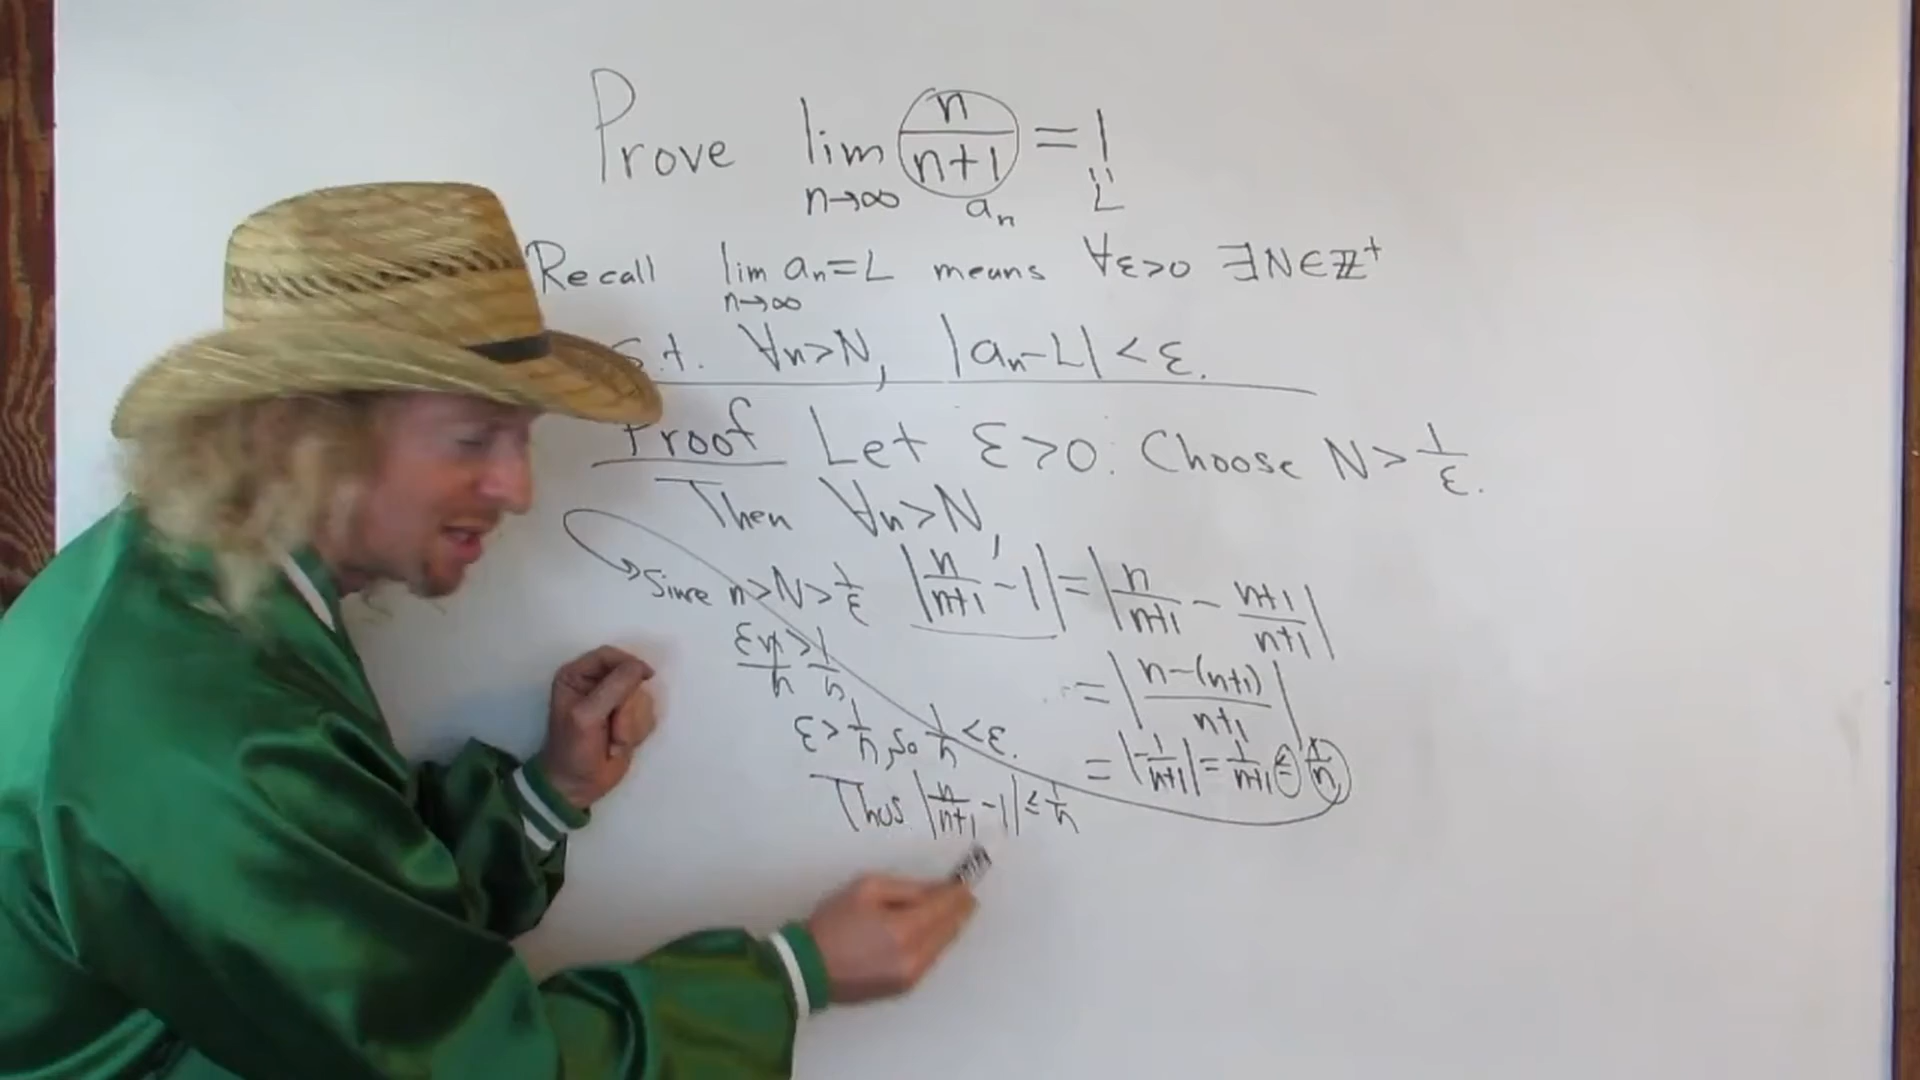 Prove lim n/n+1 = 1
n→∞ aₙ L
Recall lim aₙ = L means ∀ε>0 ∃N∈ℤ⁺
n→∞
s.t. ∀n>N, |aₙ-L| < ε.
Proof Let ε>0. Choose N > 1/ε.
Then ∀n>N,
|n/n+1 - 1| = |n/n+1 - n+1/n+1|
Since n>N>1/ε
εn/n > 1/n
= |n-(n+1)/n+1|
ε > 1/n, so 1/n < ε.
= |-1/n+1| = 1/n+1 ≤ 1/n
Thus |n/n+1 - 1| ≤ 1/n